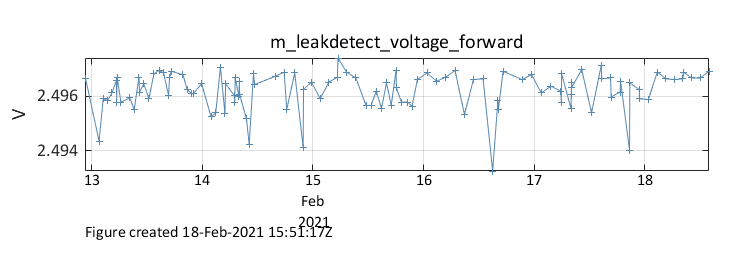 m_leakdetect_voltage_forward
V
2.496
2.494
13 14 15 16 17 18
Feb
2021
Figure created 18-Feb-2021 15:51:17Z